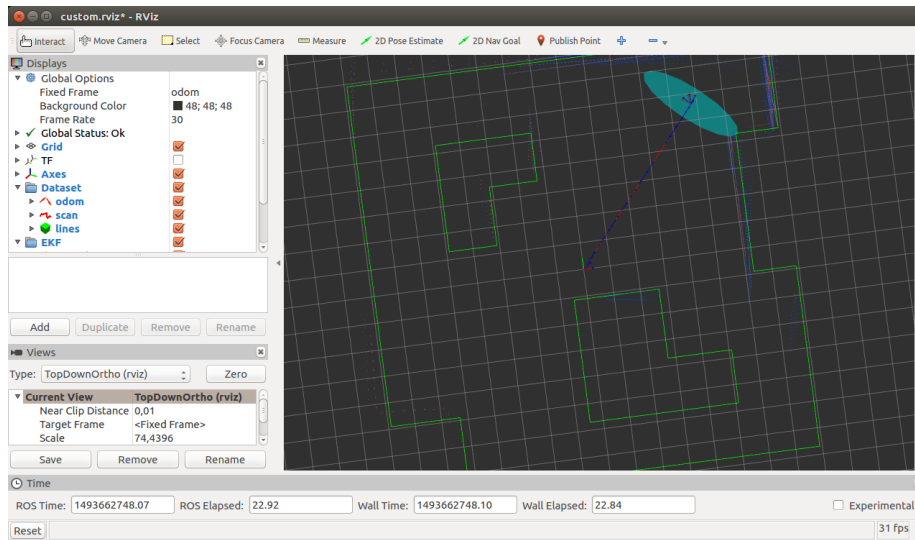 custom.rviz* - RViz
Interact Move Camera Select Focus Camera Measure 2D Pose Estimate 2D Nav Goal Publish Point
Displays
Global Options
Fixed Frame odom
Background Color 48; 48; 48
Frame Rate 30
Global Status: Ok
Grid
TF
Axes
Dataset
odom
scan
lines
EKF
Add Duplicate Remove Rename
Views
Type: TopDownOrtho (rviz) Zero
Current View TopDownOrtho (rviz)
Near Clip Distance 0,01
Target Frame <Fixed Frame>
Scale 74,4396
Save Remove Rename
Time
ROS Time: 1493662748.07 ROS Elapsed: 22.92 Wall Time: 1493662748.10 Wall Elapsed: 22.84 Experimental
Reset 31 fps